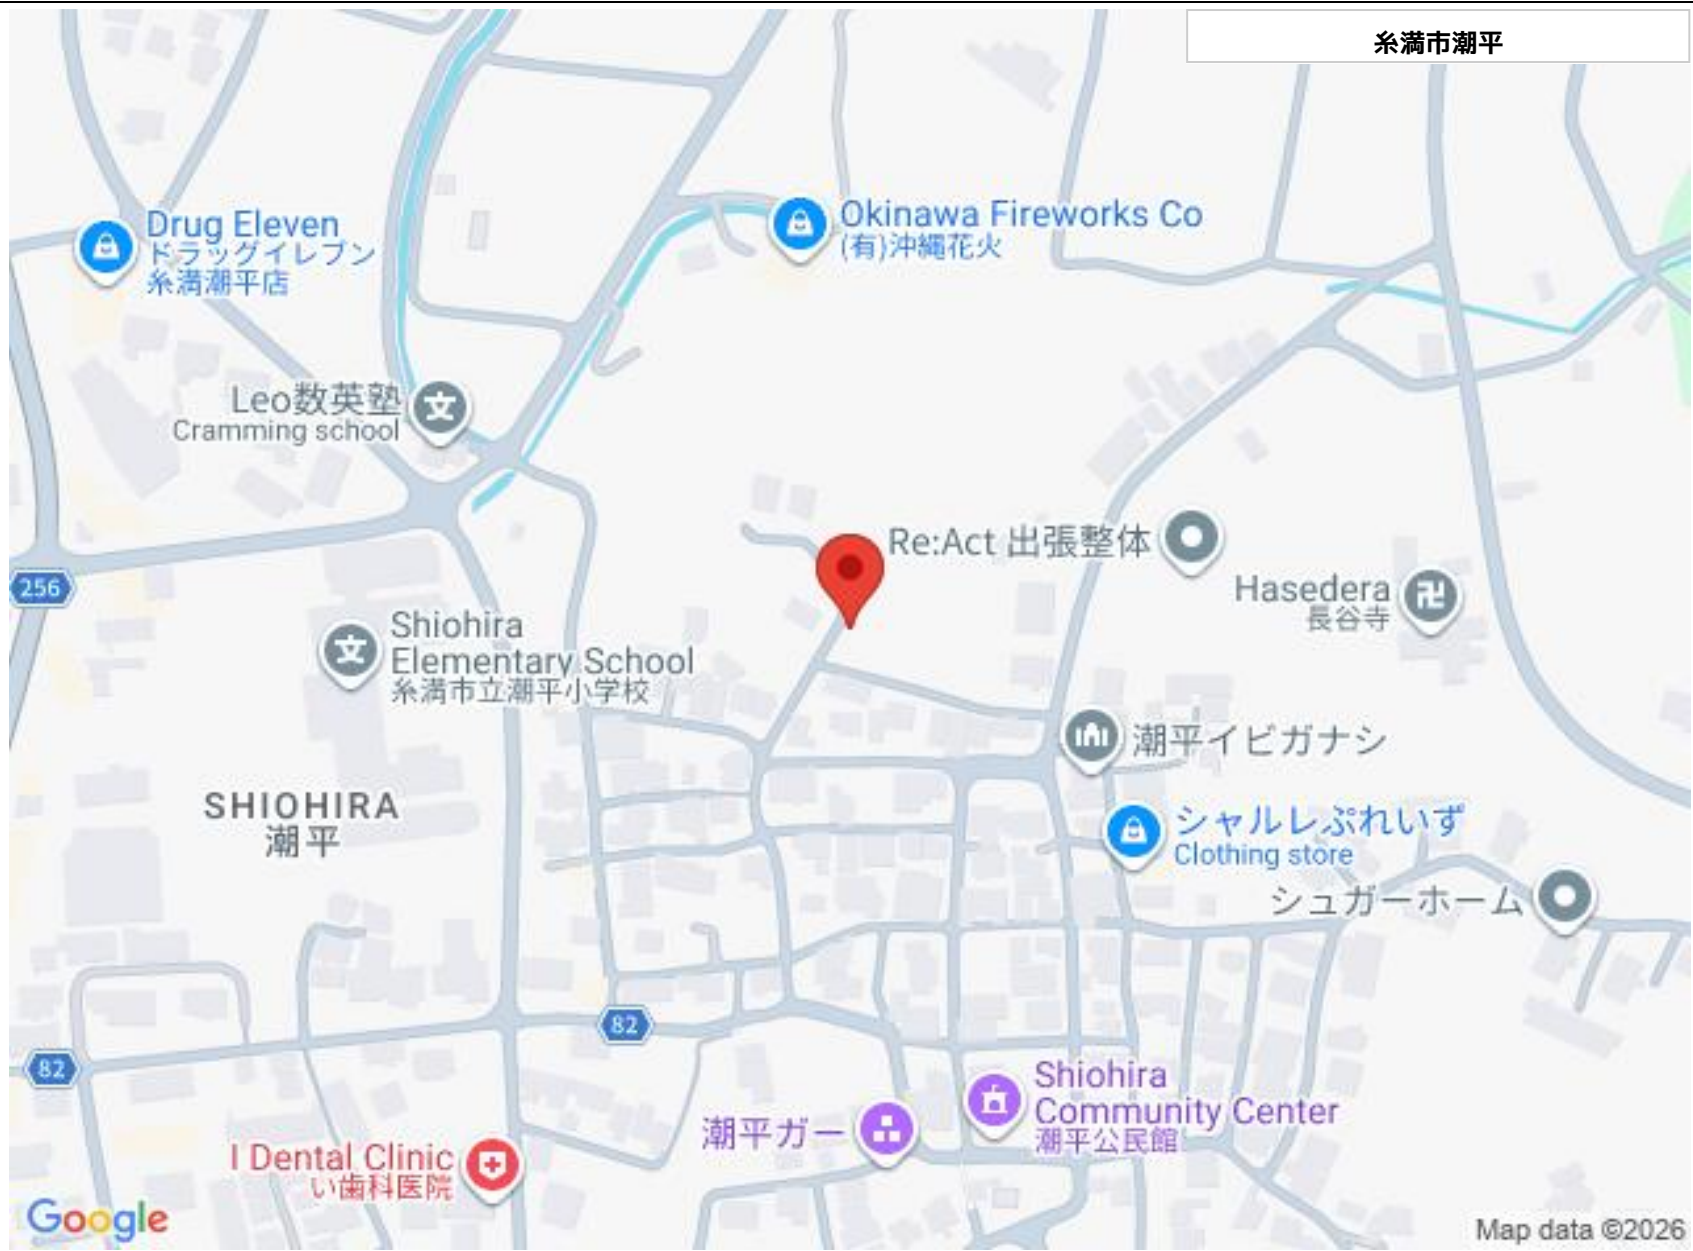 糸満市潮平
Drug Eleven
ドラッグイレブン
糸満潮平店
Okinawa Fireworks Co
(有)沖縄花火
Leo数英塾
Cramming school
Re:Act 出張整体
256
Hasedera
長谷寺
Shiohira
Elementary School
糸満市立潮平小学校
潮平イビガナシ
SHIOHIRA
潮平
シャルレぷれいず
Clothing store
シュガーホーム
82
82
Shiohira
Community Center
潮平公民館
潮平ガー
I Dental Clinic
い歯科医院
Google
Map data ©2026